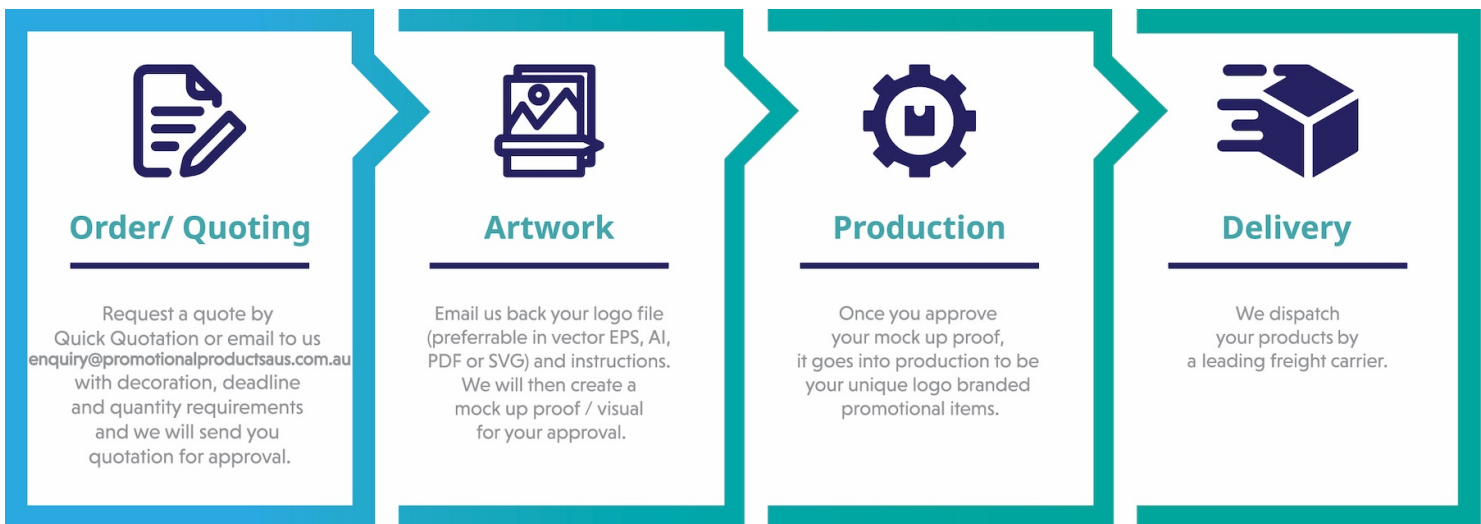 Order/ Quoting
Request a quote by
Quick Quotation or email to us
enquiry@promotionalproductsaus.com.au
with decoration, deadline
and quantity requirements
and we will send you
quotation for approval.
Artwork
Email us back your logo file
(preferrable in vector EPS, AI,
PDF or SVG) and instructions.
We will then create a
mock up proof / visual
for your approval.
Production
Once you approve
your mock up proof,
it goes into production to be
your unique logo branded
promotional items.
Delivery
We dispatch
your products by
a leading freight carrier.